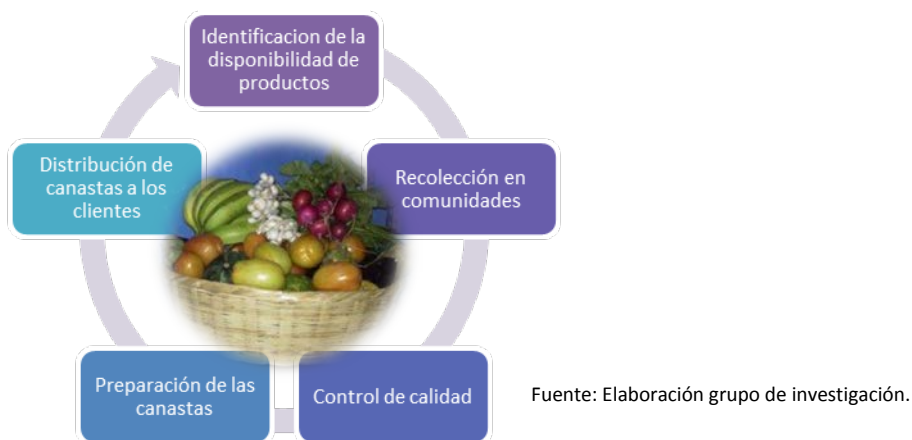 Identificacion de la
disponibilidad de
productos
Recolección en
comunidades
Control de calidad
Preparación de las
canastas
Distribución de
canastas a los
clientes
Fuente: Elaboración grupo de investigación.